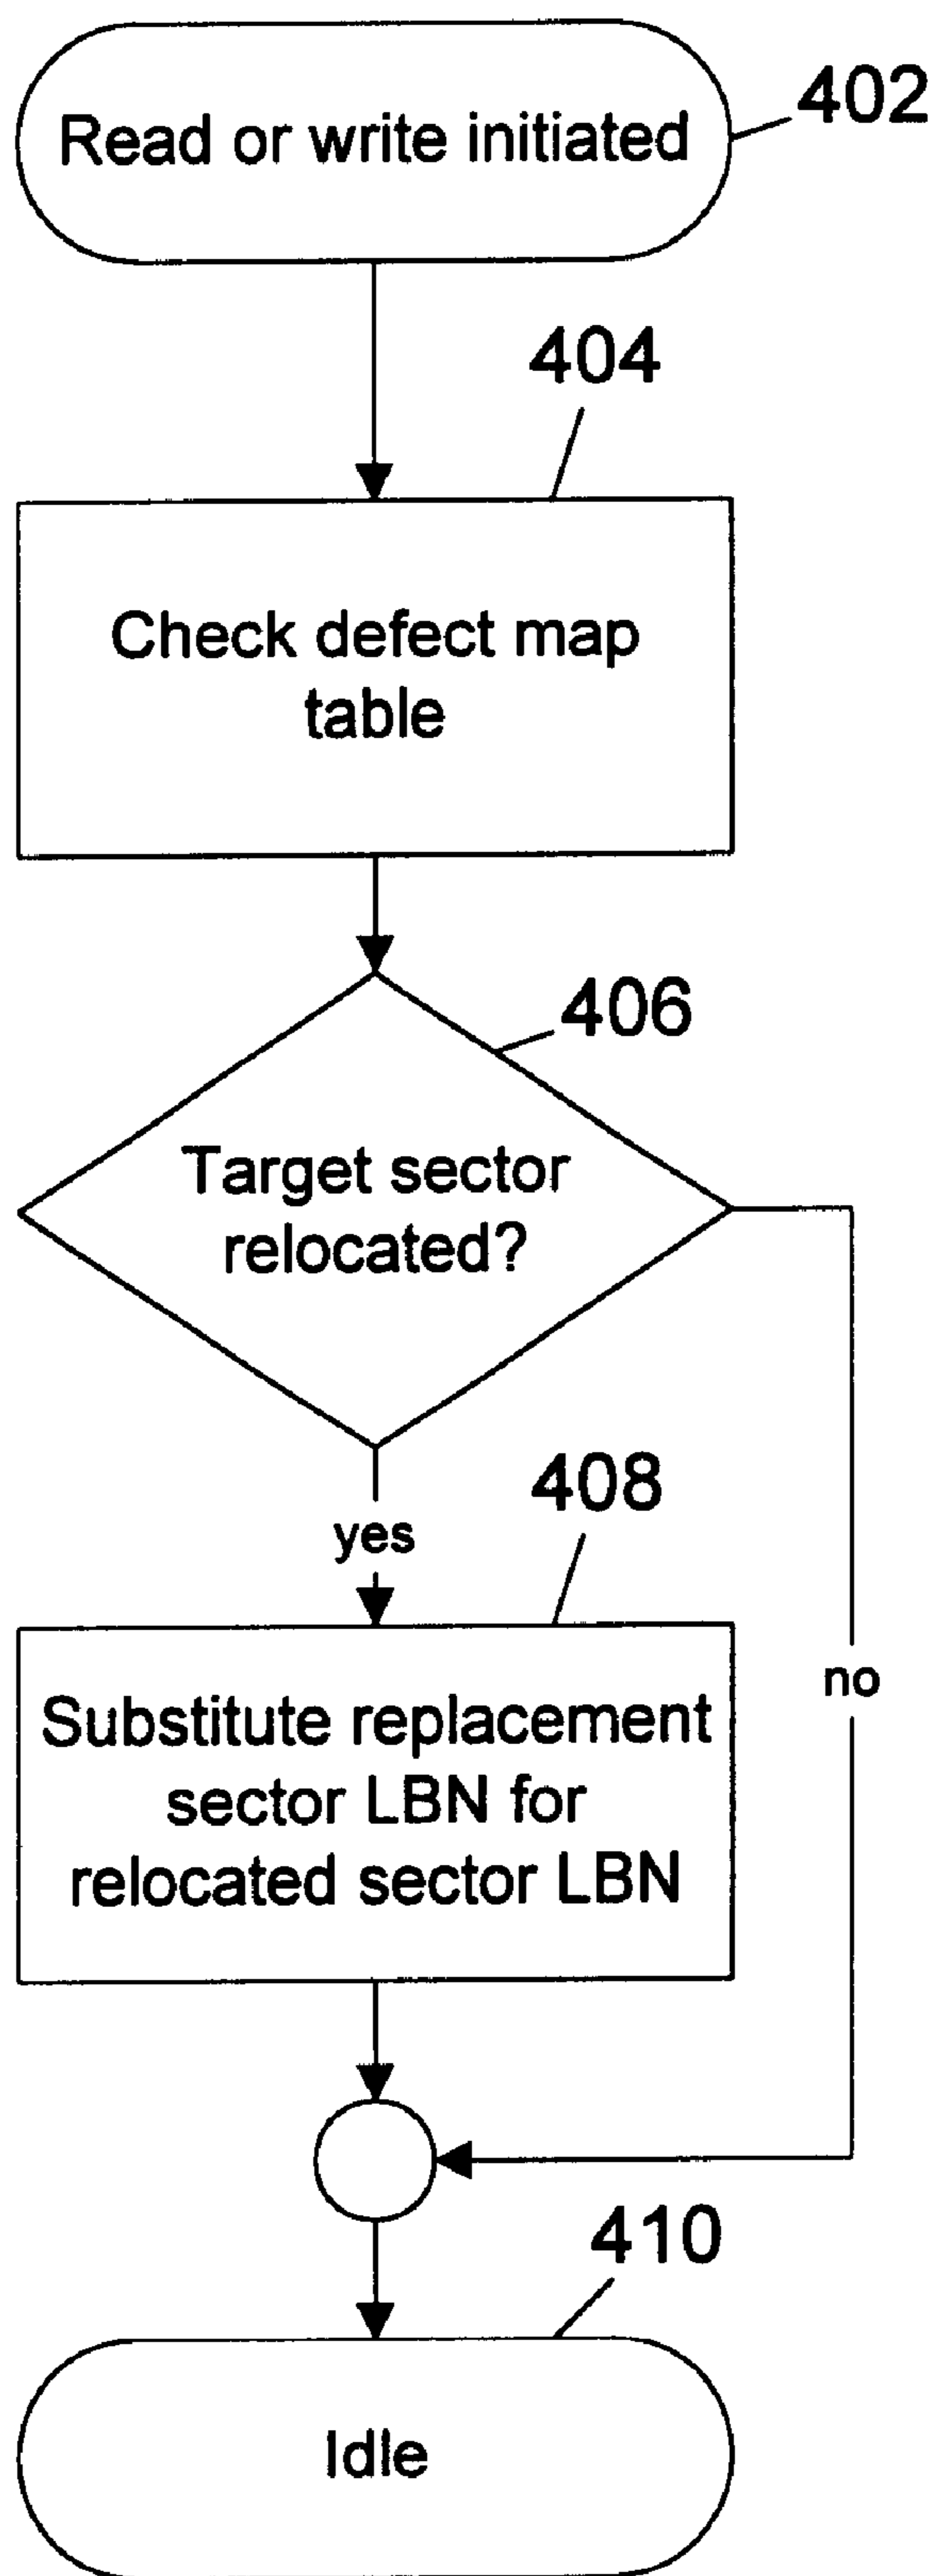 Read or write initiated
402
404
Check defect map
table
406
Target sector
relocated?
yes
408
no
Substitute replacement
sector LBN for
relocated sector LBN
410
Idle